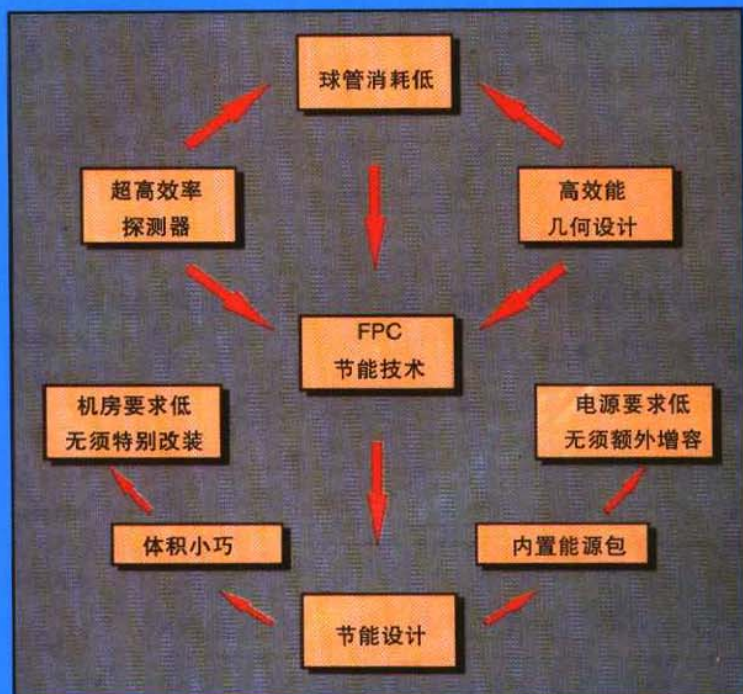 球管消耗低
超高效率
探测器
高效能
几何设计
FPC
节能技术
机房要求低
无须特别改装
电源要求低
无须额外增容
体积小巧
内置能源包
节能设计